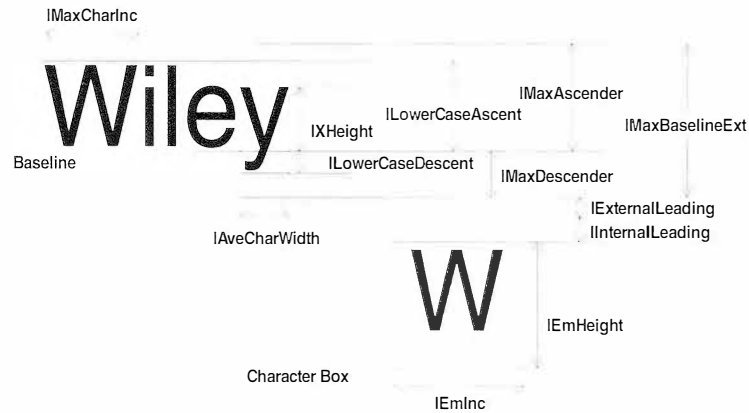 lMaxCharInc
Wiley
lMaxAscender
lLowerCaseAscent
lXHeight
lMaxBaselineExt
Baseline
lLowerCaseDescent
lMaxDescender
lExternalLeading
lInternalLeading
lAveCharWidth
W
lEmHeight
Character Box
lEmInc